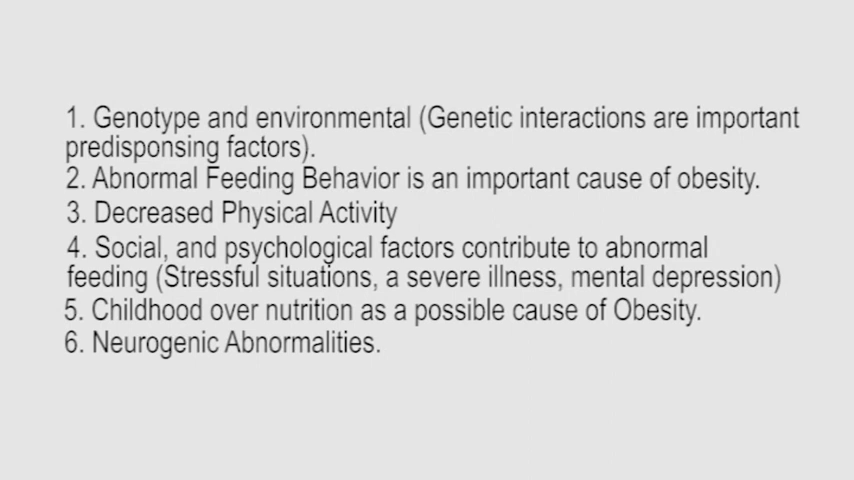 1. Genotype and environmental (Genetic interactions are important
predisponsing factors).
2. Abnormal Feeding Behavior is an important cause of obesity.
3. Decreased Physical Activity
4. Social, and psychological factors contribute to abnormal
feeding (Stressful situations, a severe illness, mental depression)
5. Childhood over nutrition as a possible cause of Obesity.
6. Neurogenic Abnormalities.